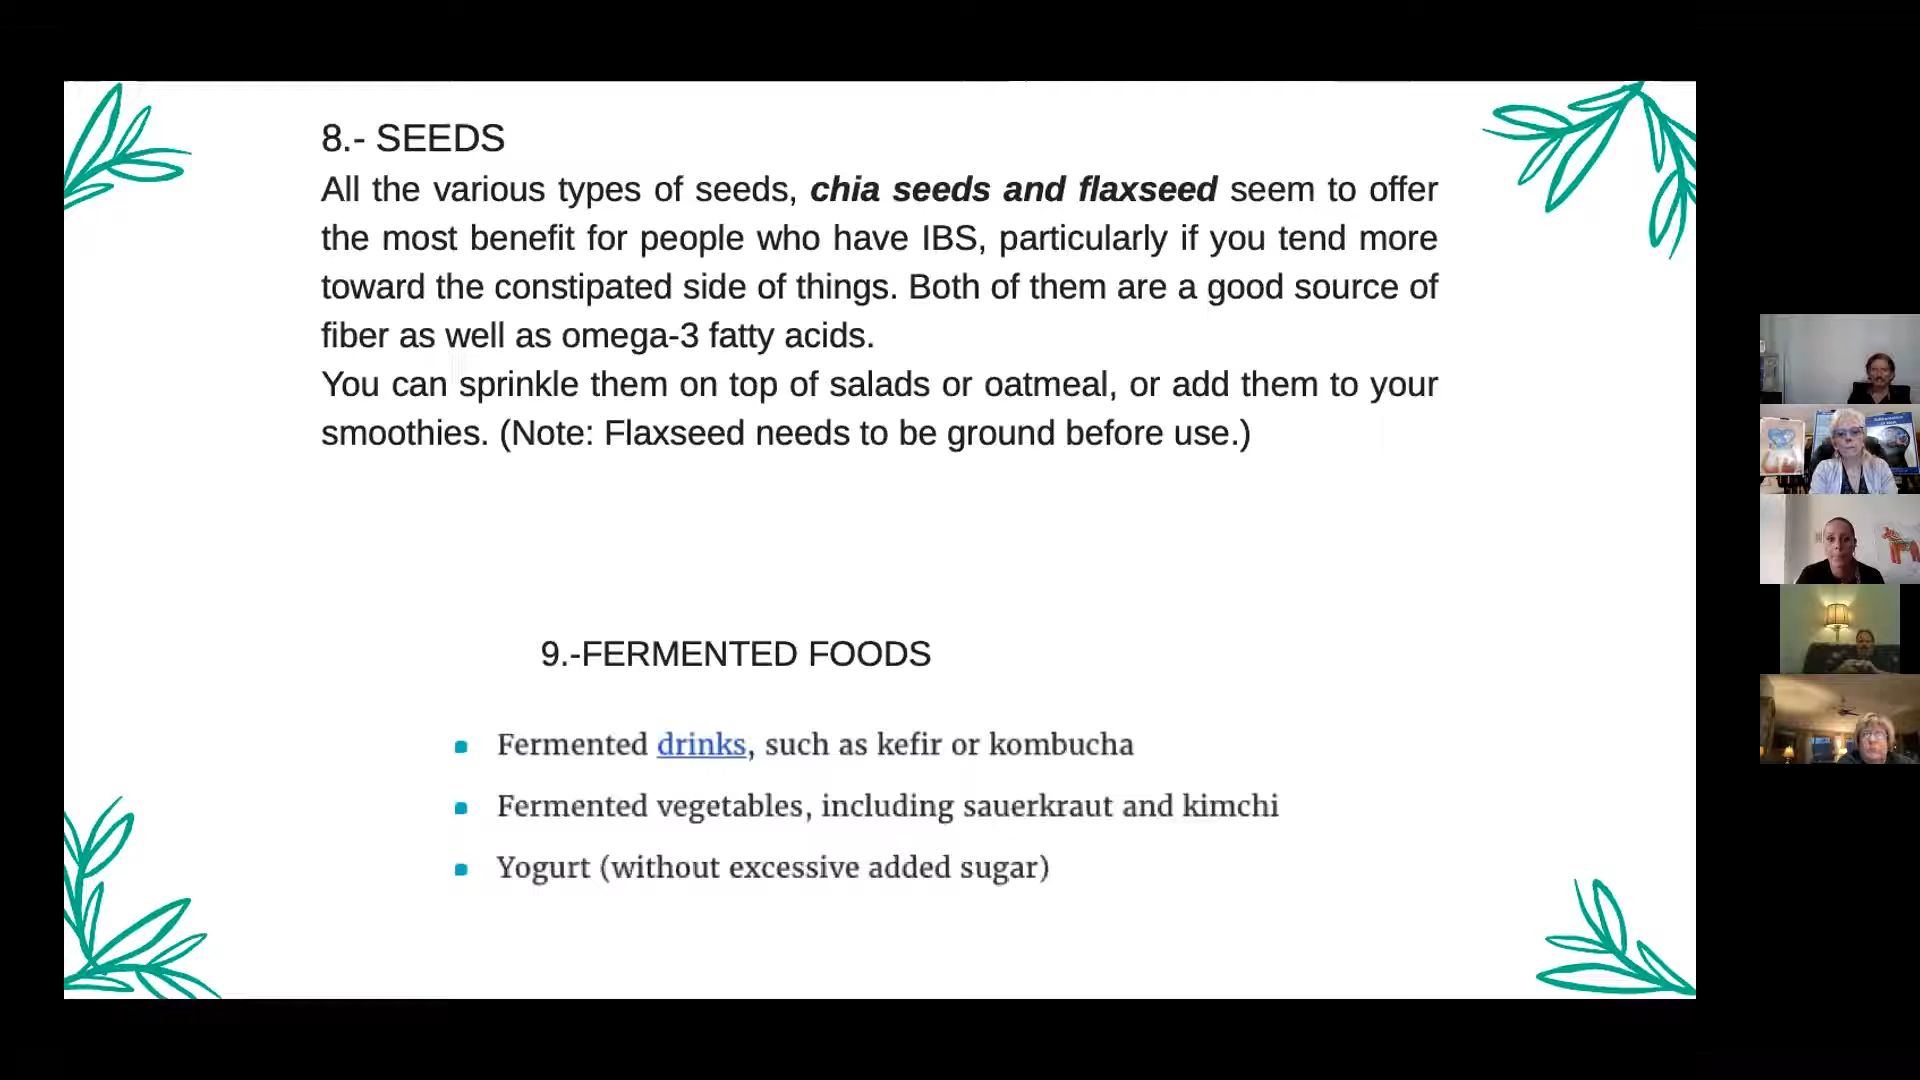 8.- SEEDS
All the various types of seeds, chia seeds and flaxseed seem to offer
the most benefit for people who have IBS, particularly if you tend more
toward the constipated side of things. Both of them are a good source of
fiber as well as omega-3 fatty acids.
You can sprinkle them on top of salads or oatmeal, or add them to your
smoothies. (Note: Flaxseed needs to be ground before use.)
9.-FERMENTED FOODS
Fermented drinks, such as kefir or kombucha
Fermented vegetables, including sauerkraut and kimchi
Yogurt (without excessive added sugar)